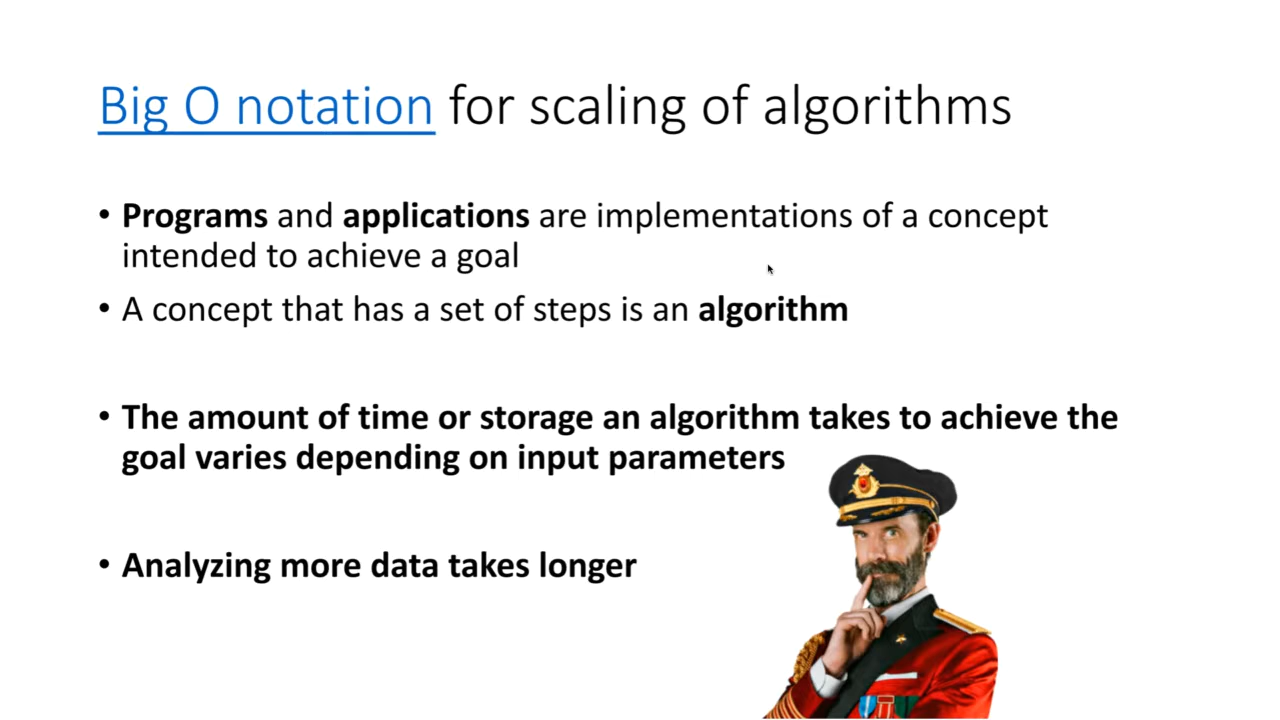 Big O notation for scaling of algorithms
• Programs and applications are implementations of a concept
intended to achieve a goal
• A concept that has a set of steps is an algorithm
• The amount of time or storage an algorithm takes to achieve the
goal varies depending on input parameters
• Analyzing more data takes longer